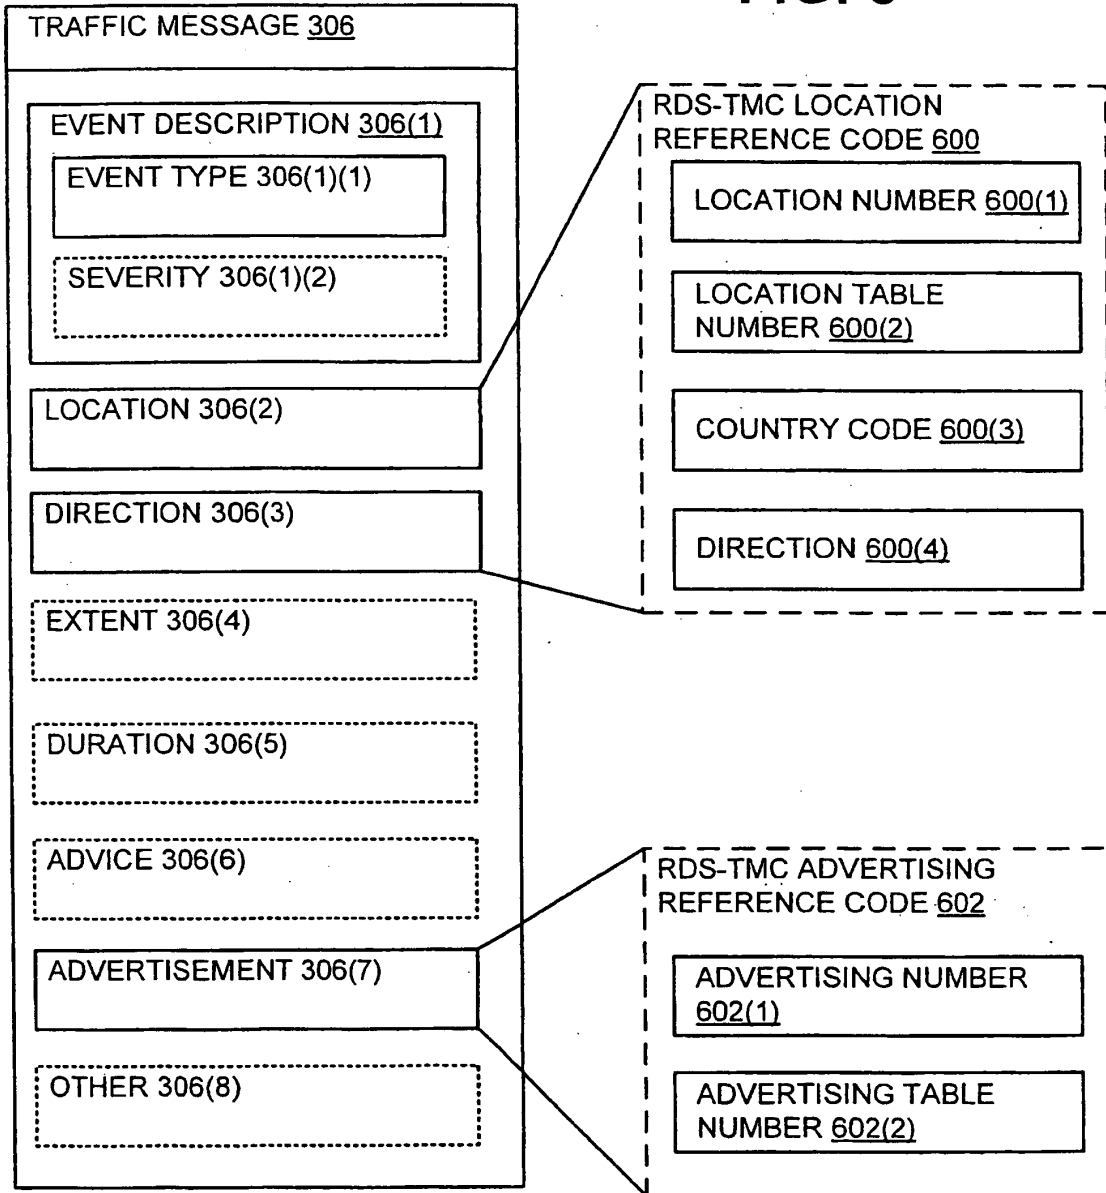 TRAFFIC MESSAGE 306
EVENT DESCRIPTION 306(1)
EVENT TYPE 306(1)(1)
SEVERITY 306(1)(2)
LOCATION 306(2)
DIRECTION 306(3)
EXTENT 306(4)
DURATION 306(5)
ADVICE 306(6)
ADVERTISEMENT 306(7)
OTHER 306(8)
RDS-TMC LOCATION
REFERENCE CODE 600
LOCATION NUMBER 600(1)
LOCATION TABLE
NUMBER 600(2)
COUNTRY CODE 600(3)
DIRECTION 600(4)
RDS-TMC ADVERTISING
REFERENCE CODE 602
ADVERTISING NUMBER
602(1)
ADVERTISING TABLE
NUMBER 602(2)